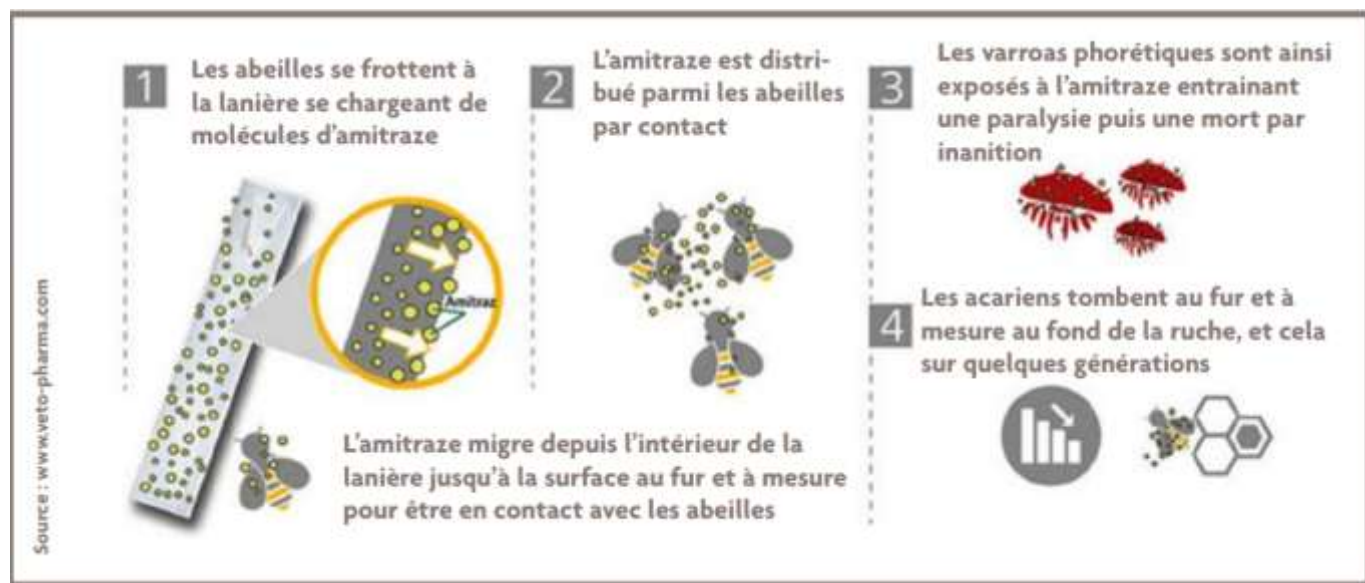 1
Les abeilles se frottent à
la lanière se chargeant de
molécules d'amitraze
Amitraz
L'amitraze migre depuis l'intérieur de la
lanière jusqu'à la surface au fur et à mesure
pour être en contact avec les abeilles
2
L'amitraze est distri-
bué parmi les abeilles
par contact
3
Les varroas phorétiques sont ainsi
exposés à l'amitraze entrainant
une paralysie puis une mort par
inanition
4
Les acariens tombent au fur et à
mesure au fond de la ruche, et cela
sur quelques générations
Source : www.veto-pharma.com